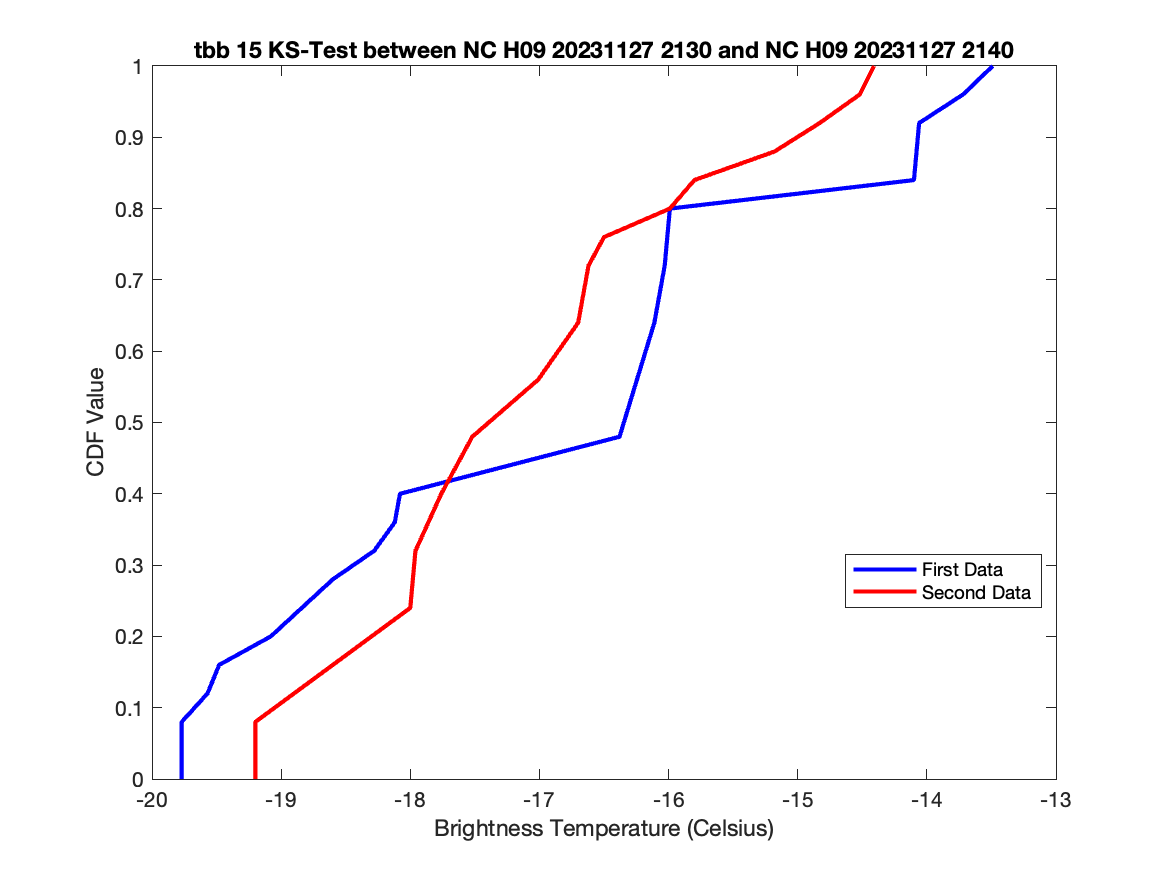 tbb 15 KS-Test between NC H09 20231127 2130 and NC H09 20231127 2140
1
0.9
0.8
0.7
0.6
0.5
0.4
0.3
0.2
0.1
0
CDF Value
First Data
Second Data
-20 -19 -18 -17 -16 -15 -14 -13
Brightness Temperature (Celsius)